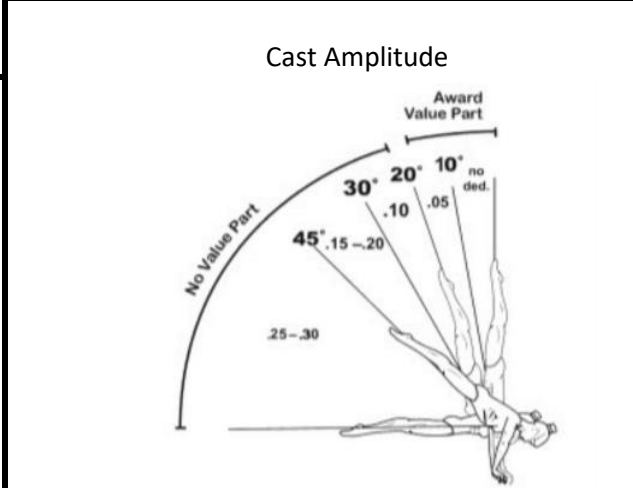 Cast Amplitude
Award
Value Part
10° no
ded.
20°
30°
.05
.10
45° .15 –.20
No Value Part
.25–.30